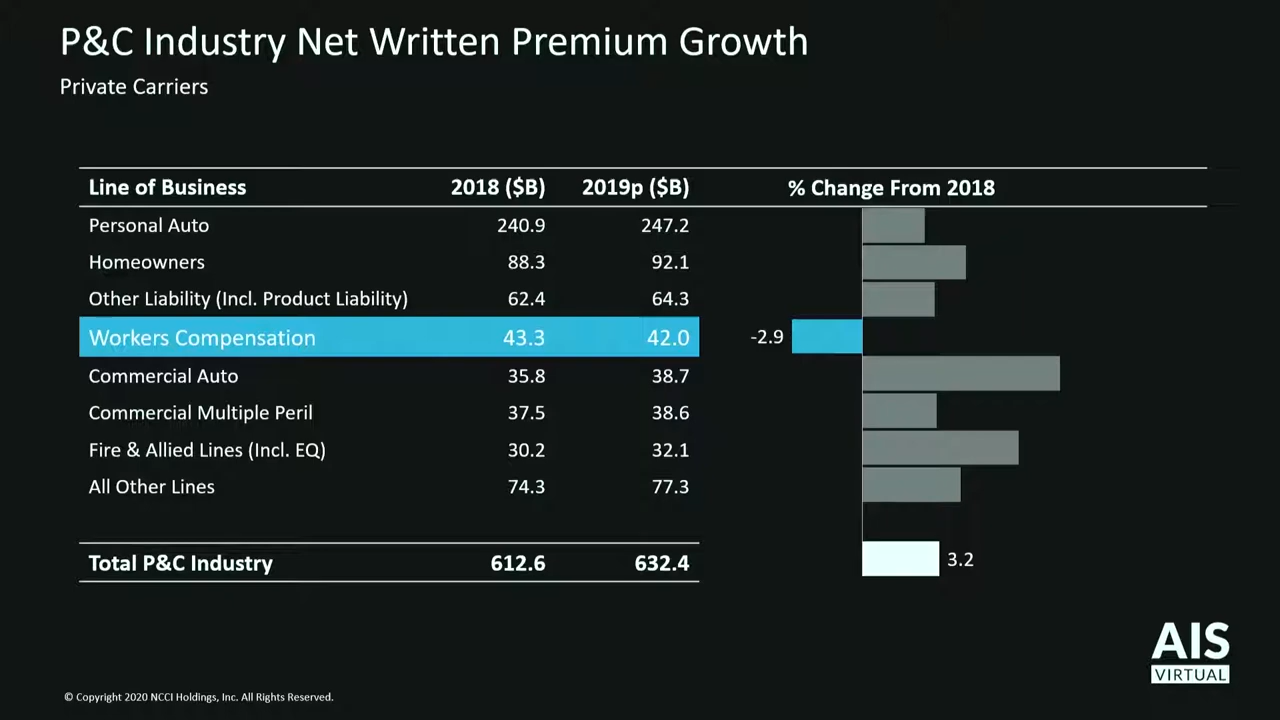 P&C Industry Net Written Premium Growth
Private Carriers
Line of Business 2018 ($B) 2019p ($B) % Change From 2018
Personal Auto 240.9 247.2
Homeowners 88.3 92.1
Other Liability (Incl. Product Liability) 62.4 64.3
Workers Compensation 43.3 42.0 -2.9
Commercial Auto 35.8 38.7
Commercial Multiple Peril 37.5 38.6
Fire & Allied Lines (Incl. EQ) 30.2 32.1
All Other Lines 74.3 77.3
Total P&C Industry 612.6 632.4 3.2
AIS
VIRTUAL
© Copyright 2020 NCCI Holdings, Inc. All Rights Reserved.